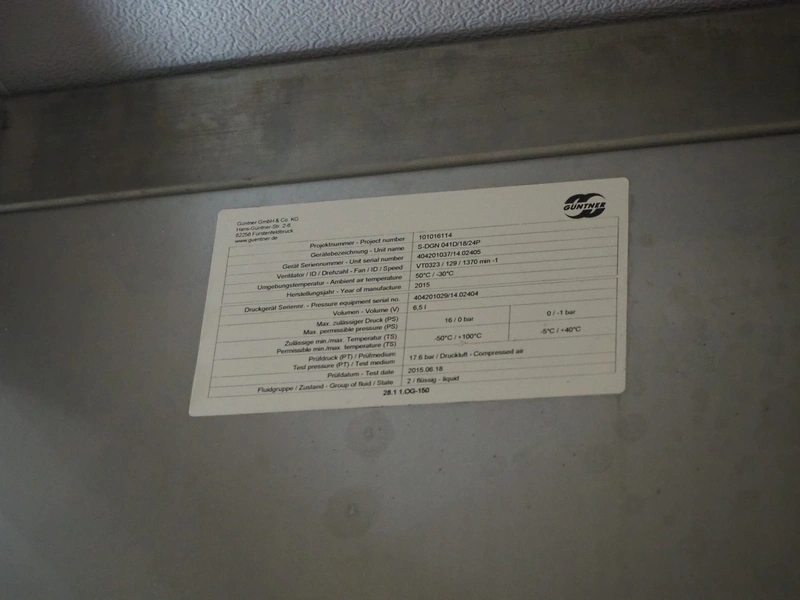 Güntner GmbH & Co. KG
Hans-Güntner-Str. 2-6
82256 Fürstenfeldbruck
www.guentner.de
GÜNTNER
Projektnummer - Project number 101016114
Gerätebezeichnung - Unit name S-DGN 041D/18/24P
Gerät Seriennummer - Unit serial number 404201037/14.02405
Ventilator / ID / Drehzahl - Fan / ID / Speed VT0323 / 129 / 1370 min -1
Umgebungstemperatur - Ambient air temperature 50°C / -30°C
Herstellungsjahr - Year of manufacture 2015
Druckgerät Seriennr. - Pressure equipment serial no. 404201029/14.02404
Volumen - Volume (V) 6,5 l
Max. zulässiger Druck (PS) 16 / 0 bar 0 / -1 bar
Max. permissible pressure (PS)
Zulässige min./max. Temperatur (TS) -50°C / +100°C -5°C / +40°C
Permissible min./max. temperature (TS)
Prüfdruck (PT) / Prüfmedium 17.6 bar / Druckluft - Compressed air
Test pressure (PT) / Test medium
Prüfdatum - Test date 2015.06.18
Fluidgruppe / Zustand - Group of fluid / State 2 / flüssig - liquid
28.1 1.OG-150